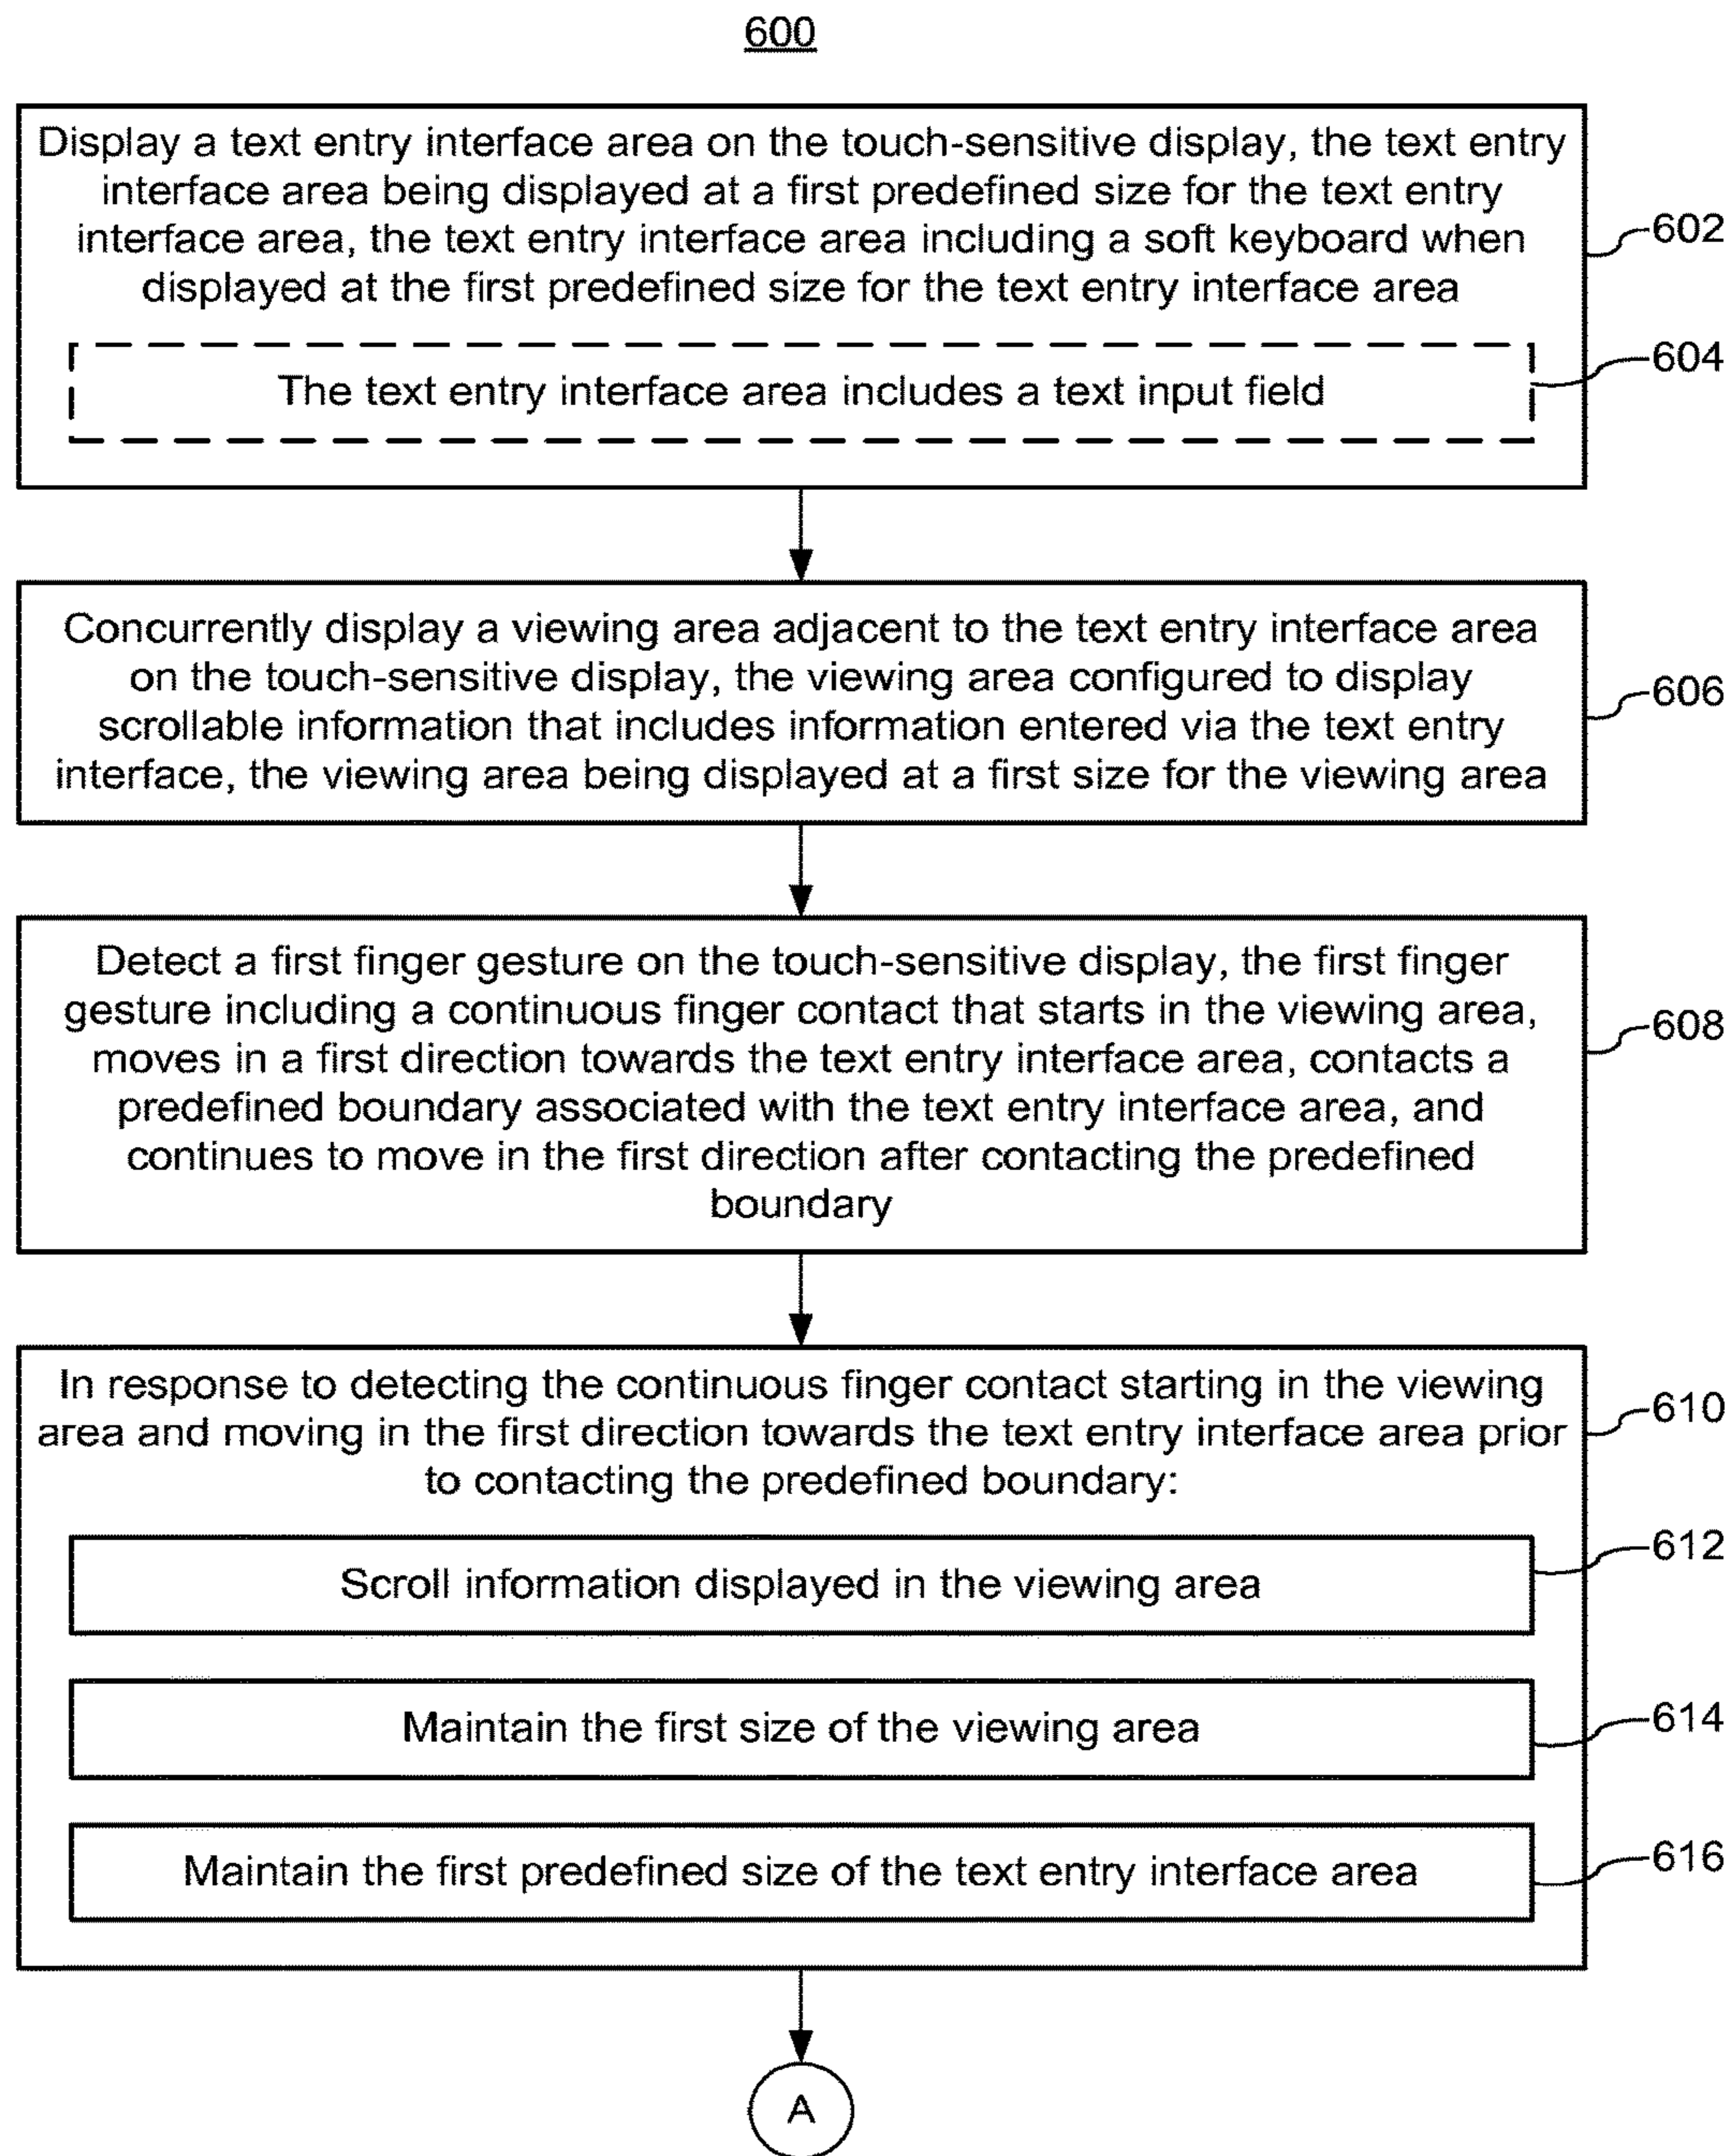 600
Display a text entry interface area on the touch-sensitive display, the text entry
interface area being displayed at a first predefined size for the text entry
interface area, the text entry interface area including a soft keyboard when
displayed at the first predefined size for the text entry interface area
602
The text entry interface area includes a text input field
604
Concurrently display a viewing area adjacent to the text entry interface area
on the touch-sensitive display, the viewing area configured to display
scrollable information that includes information entered via the text entry
interface, the viewing area being displayed at a first size for the viewing area
606
Detect a first finger gesture on the touch-sensitive display, the first finger
gesture including a continuous finger contact that starts in the viewing area,
moves in a first direction towards the text entry interface area, contacts a
predefined boundary associated with the text entry interface area, and
continues to move in the first direction after contacting the predefined
boundary
608
In response to detecting the continuous finger contact starting in the viewing
area and moving in the first direction towards the text entry interface area prior
to contacting the predefined boundary:
610
Scroll information displayed in the viewing area
612
Maintain the first size of the viewing area
614
Maintain the first predefined size of the text entry interface area
616
A